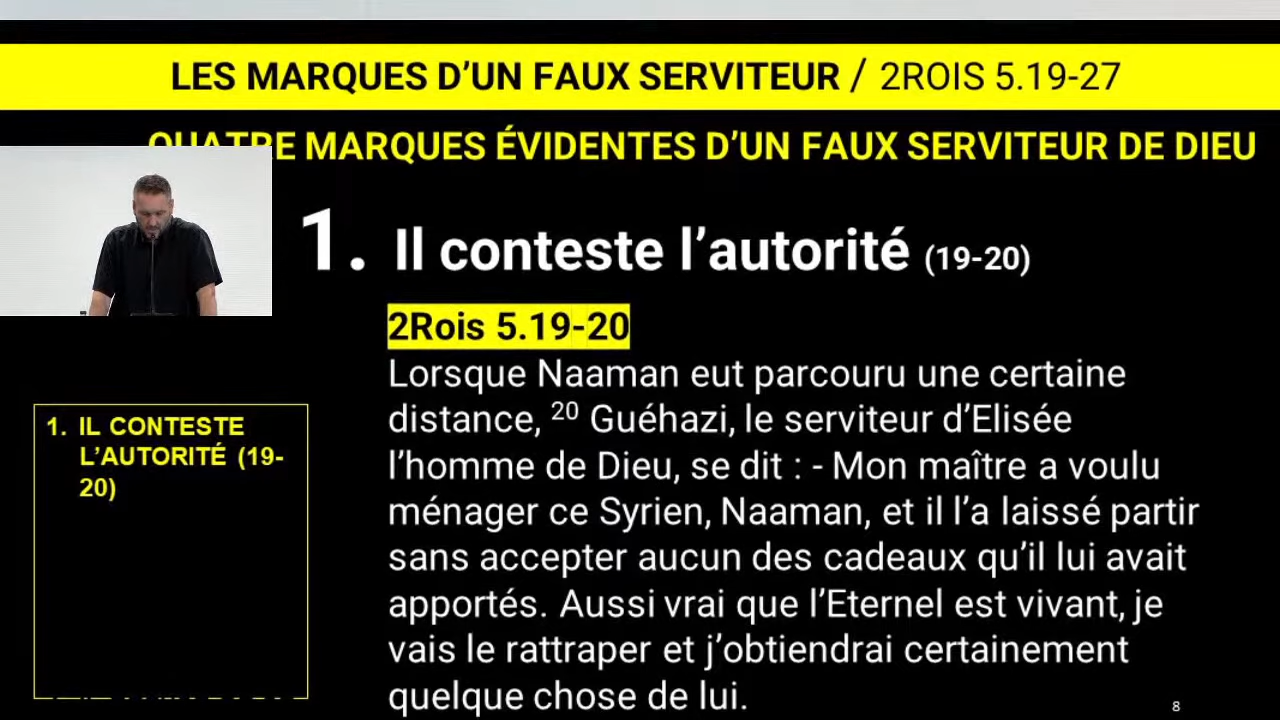 LES MARQUES D’UN FAUX SERVITEUR / 2ROIS 5.19-27
QUATRE MARQUES ÉVIDENTES D’UN FAUX SERVITEUR DE DIEU
1. Il conteste l’autorité (19-20)
2Rois 5.19-20
Lorsque Naaman eut parcouru une certaine
distance, 20 Guéhazi, le serviteur d’Elisée
l’homme de Dieu, se dit : - Mon maître a voulu
ménager ce Syrien, Naaman, et il l’a laissé partir
sans accepter aucun des cadeaux qu’il lui avait
apportés. Aussi vrai que l’Eternel est vivant, je
vais le rattraper et j’obtiendrai certainement
quelque chose de lui.
1. IL CONTESTE
L’AUTORITÉ (19-
20)
8